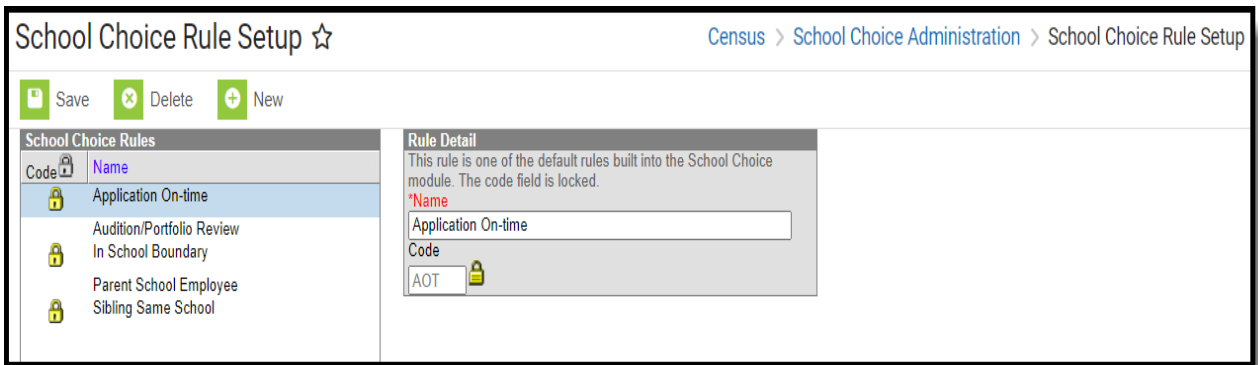 School Choice Rule Setup ☆
Census > School Choice Administration > School Choice Rule Setup
Save Delete New
School Choice Rules
Code Name
Application On-time
Audition/Portfolio Review
In School Boundary
Parent School Employee
Sibling Same School
Rule Detail
This rule is one of the default rules built into the School Choice
module. The code field is locked.
*Name
Application On-time
Code
AOT